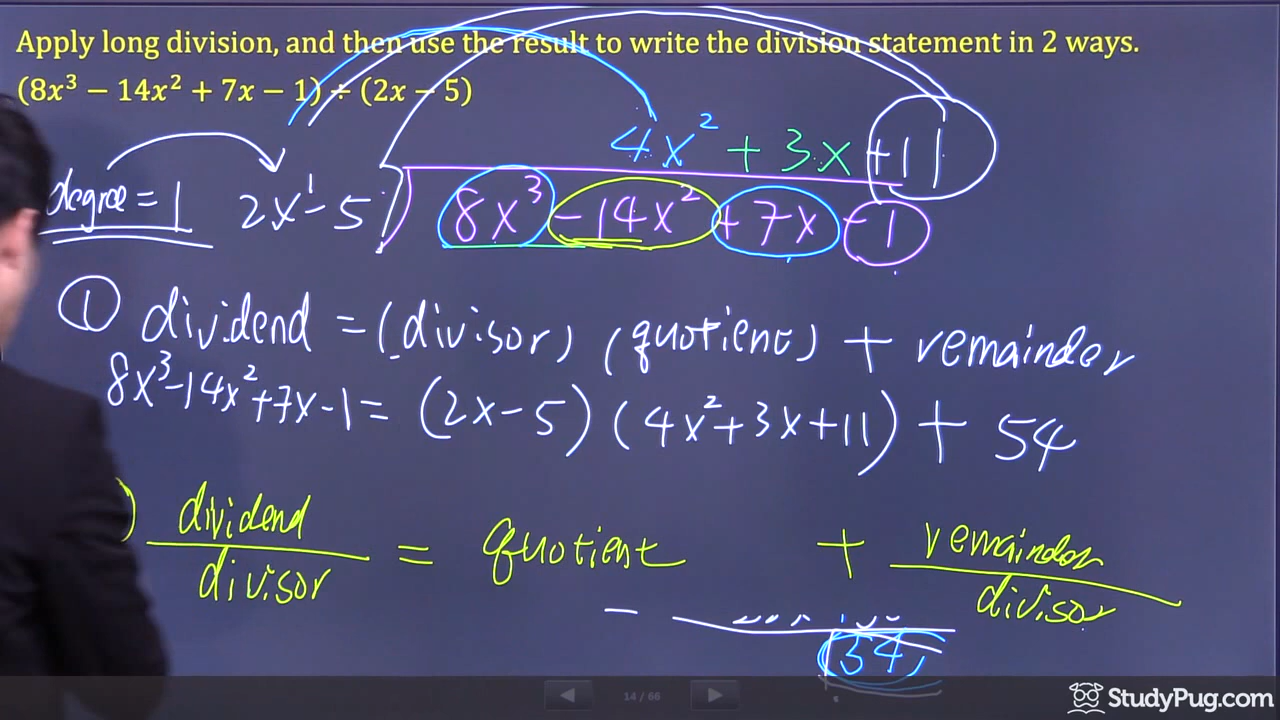 Apply long division, and then use the result to write the division statement in 2 ways.
(8x³ − 14x² + 7x − 1) ÷ (2x − 5)
4x² + 3x + 11
degree = 1 2x¹ - 5 ) 8x³ - 14x² + 7x - 1
① dividend = (divisor) (quotient) + remainder
8x³-14x²+7x-1 = (2x-5) (4x²+3x+11) + 54
) dividend / divisor = quotient + remainder / divisor
54
14 / 66
StudyPug.com